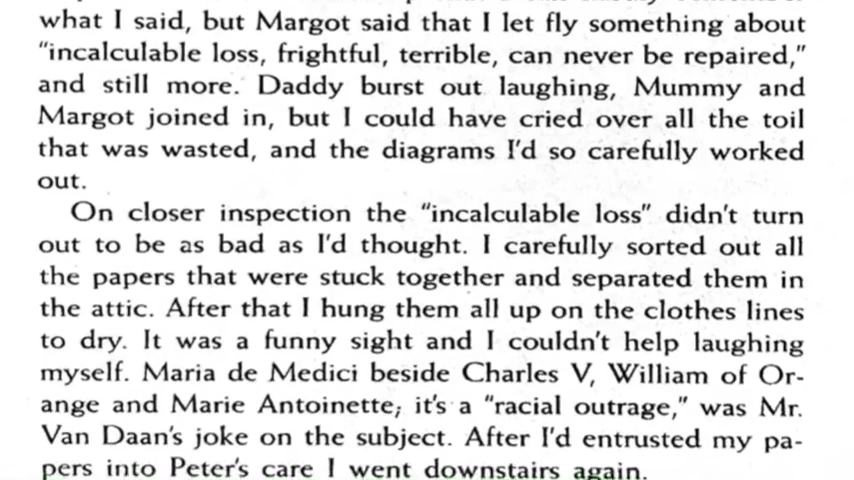 what I said, but Margot said that I let fly something about
"incalculable loss, frightful, terrible, can never be repaired,"
and still more. Daddy burst out laughing, Mummy and
Margot joined in, but I could have cried over all the toil
that was wasted, and the diagrams I'd so carefully worked
out.
On closer inspection the "incalculable loss" didn't turn
out to be as bad as I'd thought. I carefully sorted out all
the papers that were stuck together and separated them in
the attic. After that I hung them all up on the clothes lines
to dry. It was a funny sight and I couldn't help laughing
myself. Maria de Medici beside Charles V, William of Or-
ange and Marie Antoinette; it's a "racial outrage," was Mr.
Van Daan's joke on the subject. After I'd entrusted my pa-
pers into Peter's care I went downstairs again.